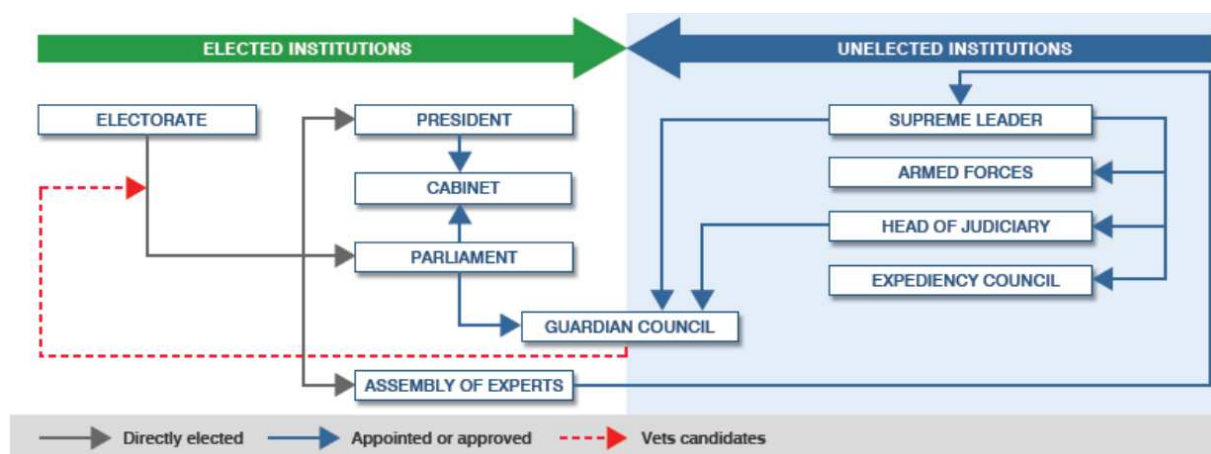 ELECTED INSTITUTIONS
UNELECTED INSTITUTIONS
ELECTORATE
PRESIDENT
SUPREME LEADER
CABINET
ARMED FORCES
PARLIAMENT
HEAD OF JUDICIARY
EXPEDIENCY COUNCIL
GUARDIAN COUNCIL
ASSEMBLY OF EXPERTS
Directly elected
Appointed or approved
Vets candidates